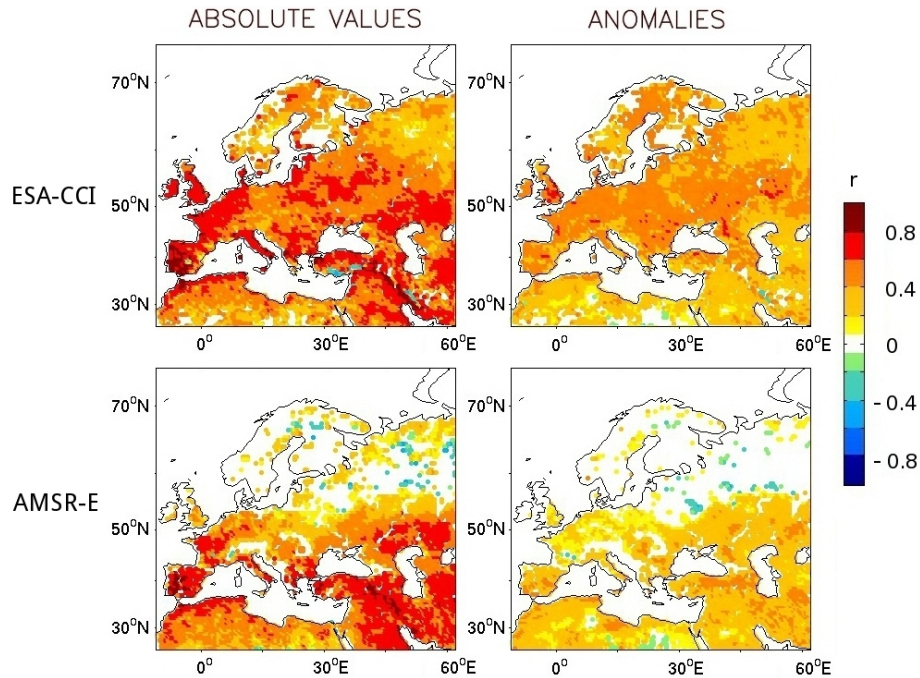 ABSOLUTE VALUES
ANOMALIES
ESA-CCI
70°N
50°N
30°N
0°
30°E
60°E
70°N
50°N
30°N
0°
30°E
60°E
r
0.8
0.4
0
- 0.4
- 0.8
AMSR-E
70°N
50°N
30°N
0°
30°E
60°E
70°N
50°N
30°N
0°
30°E
60°E